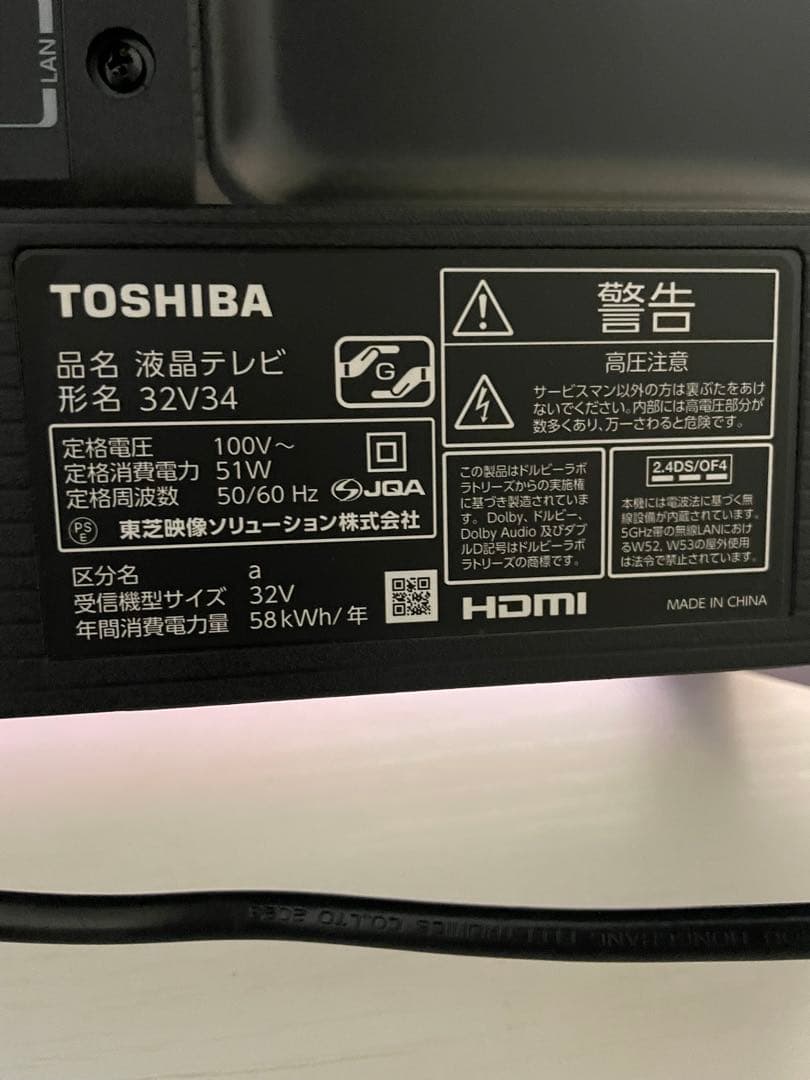 LAN
TOSHIBA
品名 液晶テレビ
形名 32V34
G
定格電圧 100V～
定格消費電力 51W
定格周波数 50/60 Hz
JQA
PS
E
東芝映像ソリューション株式会社
区分名 a
受信機型サイズ 32V
年間消費電力量 58kWh/年
警告
高圧注意
サービスマン以外の方は裏ぶたをあけ
ないでください。内部には高電圧部分が
数多くあり、万一さわると危険です。
この製品はドルビーラボ
ラトリーズからの実施権
に基づき製造されていま
す。Dolby、ドルビー、
Dolby Audio 及びダブ
ルD記号はドルビーラボ
ラトリーズの商標です。
2.4DS/OF4
本機には電波法に基づく無
線設備が内蔵されています。
5GHz帯の無線LANにおけ
るW52、W53の屋外使用
は法令で禁止されています。
HDMI
MADE IN CHINA